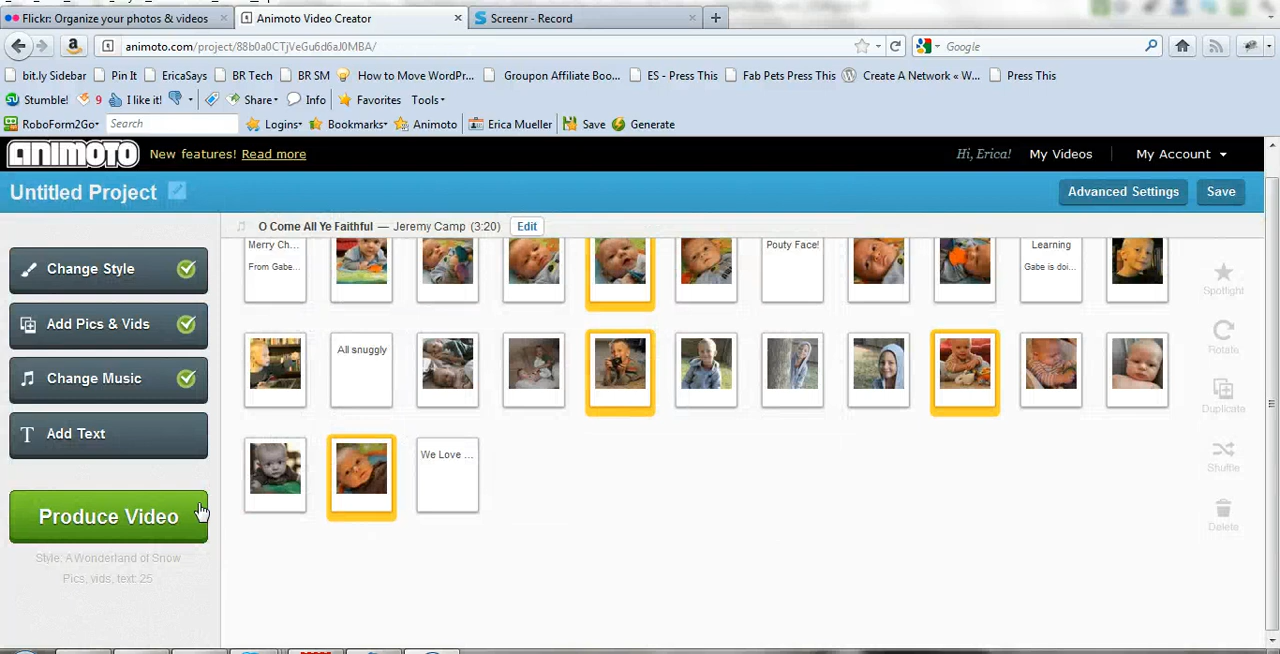 Flickr: Organize your photos & videos
Animoto Video Creator
Screenr - Record
animoto.com/project/88b0a0CTjVeGu6d6aJ0MBA/
Google
bit.ly Sidebar
Pin It
EricaSays
BR Tech
BR SM
How to Move WordPr...
Groupon Affiliate Boo...
ES - Press This
Fab Pets Press This
Create A Network « W...
Press This
Stumble!
9
I like it!
Share
Info
Favorites
Tools
RoboForm2Go
Search
Logins
Bookmarks
Animoto
Erica Mueller
Save
Generate
ANIMOTO
New features! Read more
Hi, Erica!
My Videos
My Account
Untitled Project
Advanced Settings
Save
O Come All Ye Faithful — Jeremy Camp (3:20)
Edit
Change Style
Add Pics & Vids
Change Music
Add Text
Produce Video
Style: A Wonderland of Snow
Pics, vids, text: 25
Merry Ch...
From Gabe...
Pouty Face!
Learning
Gabe is doi...
All snuggly
We Love ...
Spotlight
Rotate
Duplicate
Shuffle
Delete